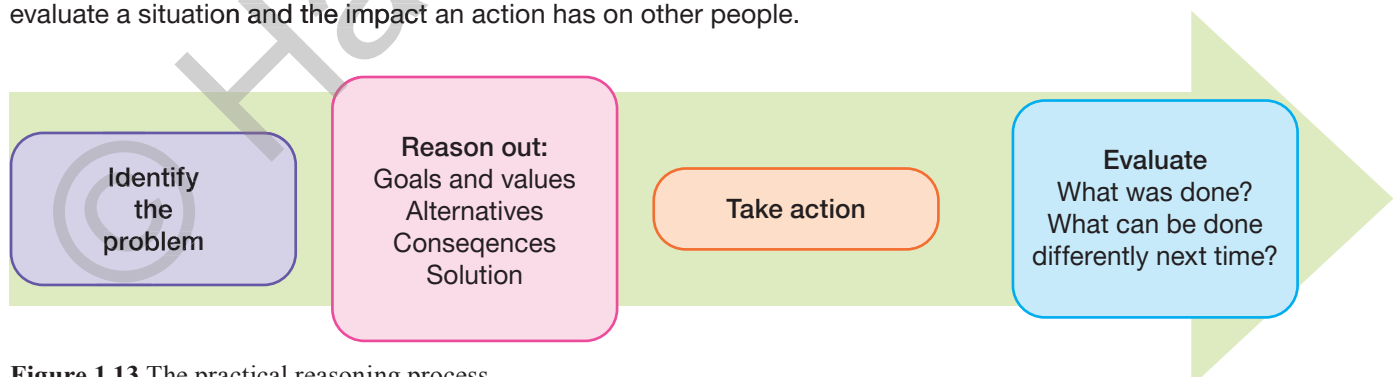 evaluate a situation and the impact an action has on other people.
Identify
the
problem
Reason out:
Goals and values
Alternatives
Conseqences
Solution
Take action
Evaluate
What was done?
What can be done
differently next time?
© Ha
Figure 1.13 The practical reasoning process